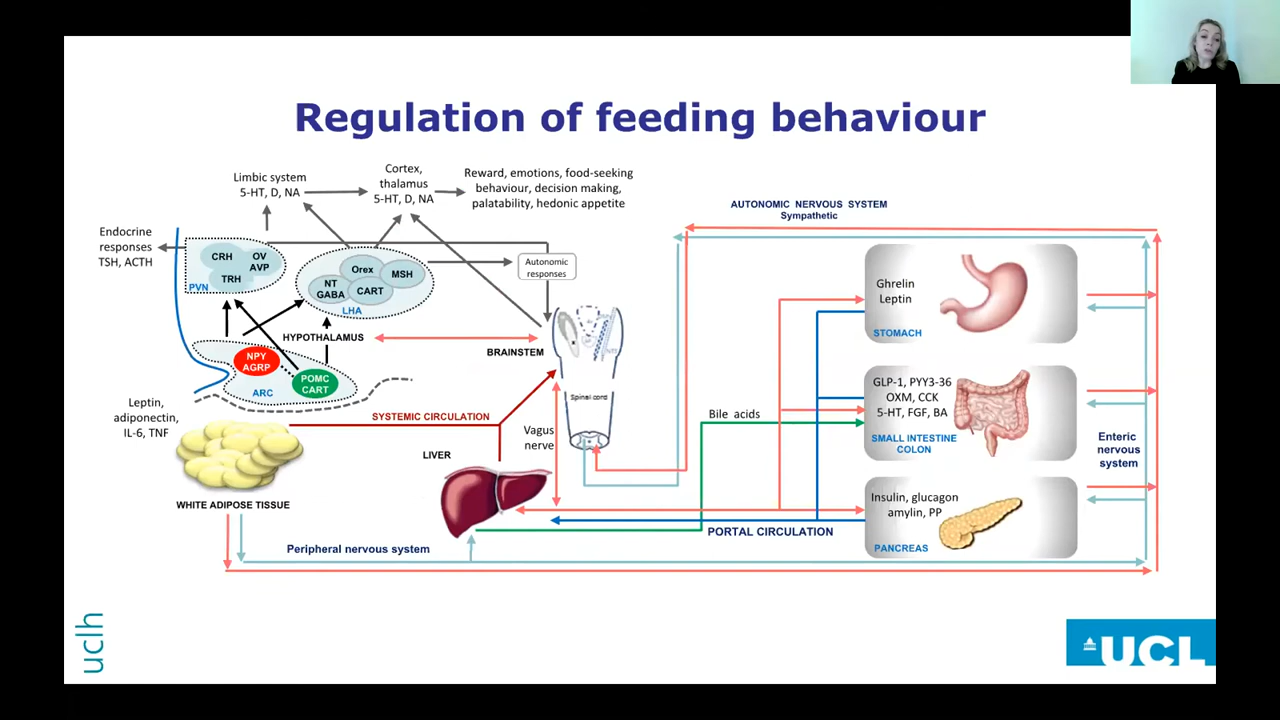 Regulation of feeding behaviour
Limbic system
5-HT, D, NA
Cortex,
thalamus
5-HT, D, NA
Reward, emotions, food-seeking
behaviour, decision making,
palatability, hedonic appetite
Endocrine
responses
TSH, ACTH
CRH
OV
AVP
TRH
PVN
Orex
MSH
NT
GABA
CART
LHA
Autonomic
responses
HYPOTHALAMUS
BRAINSTEM
NPY
AGRP
POMC
CART
ARC
Leptin,
adiponectin,
IL-6, TNF
WHITE ADIPOSE TISSUE
SYSTEMIC CIRCULATION
LIVER
Vagus
nerve
Spinal cord
Bile acids
AUTONOMIC NERVOUS SYSTEM
Sympathetic
Ghrelin
Leptin
STOMACH
GLP-1, PYY3-36
OXM, CCK
5-HT, FGF, BA
SMALL INTESTINE
COLON
Insulin, glucagon
amylin, PP
PANCREAS
Enteric
nervous
system
PORTAL CIRCULATION
Peripheral nervous system
uclh
UCL